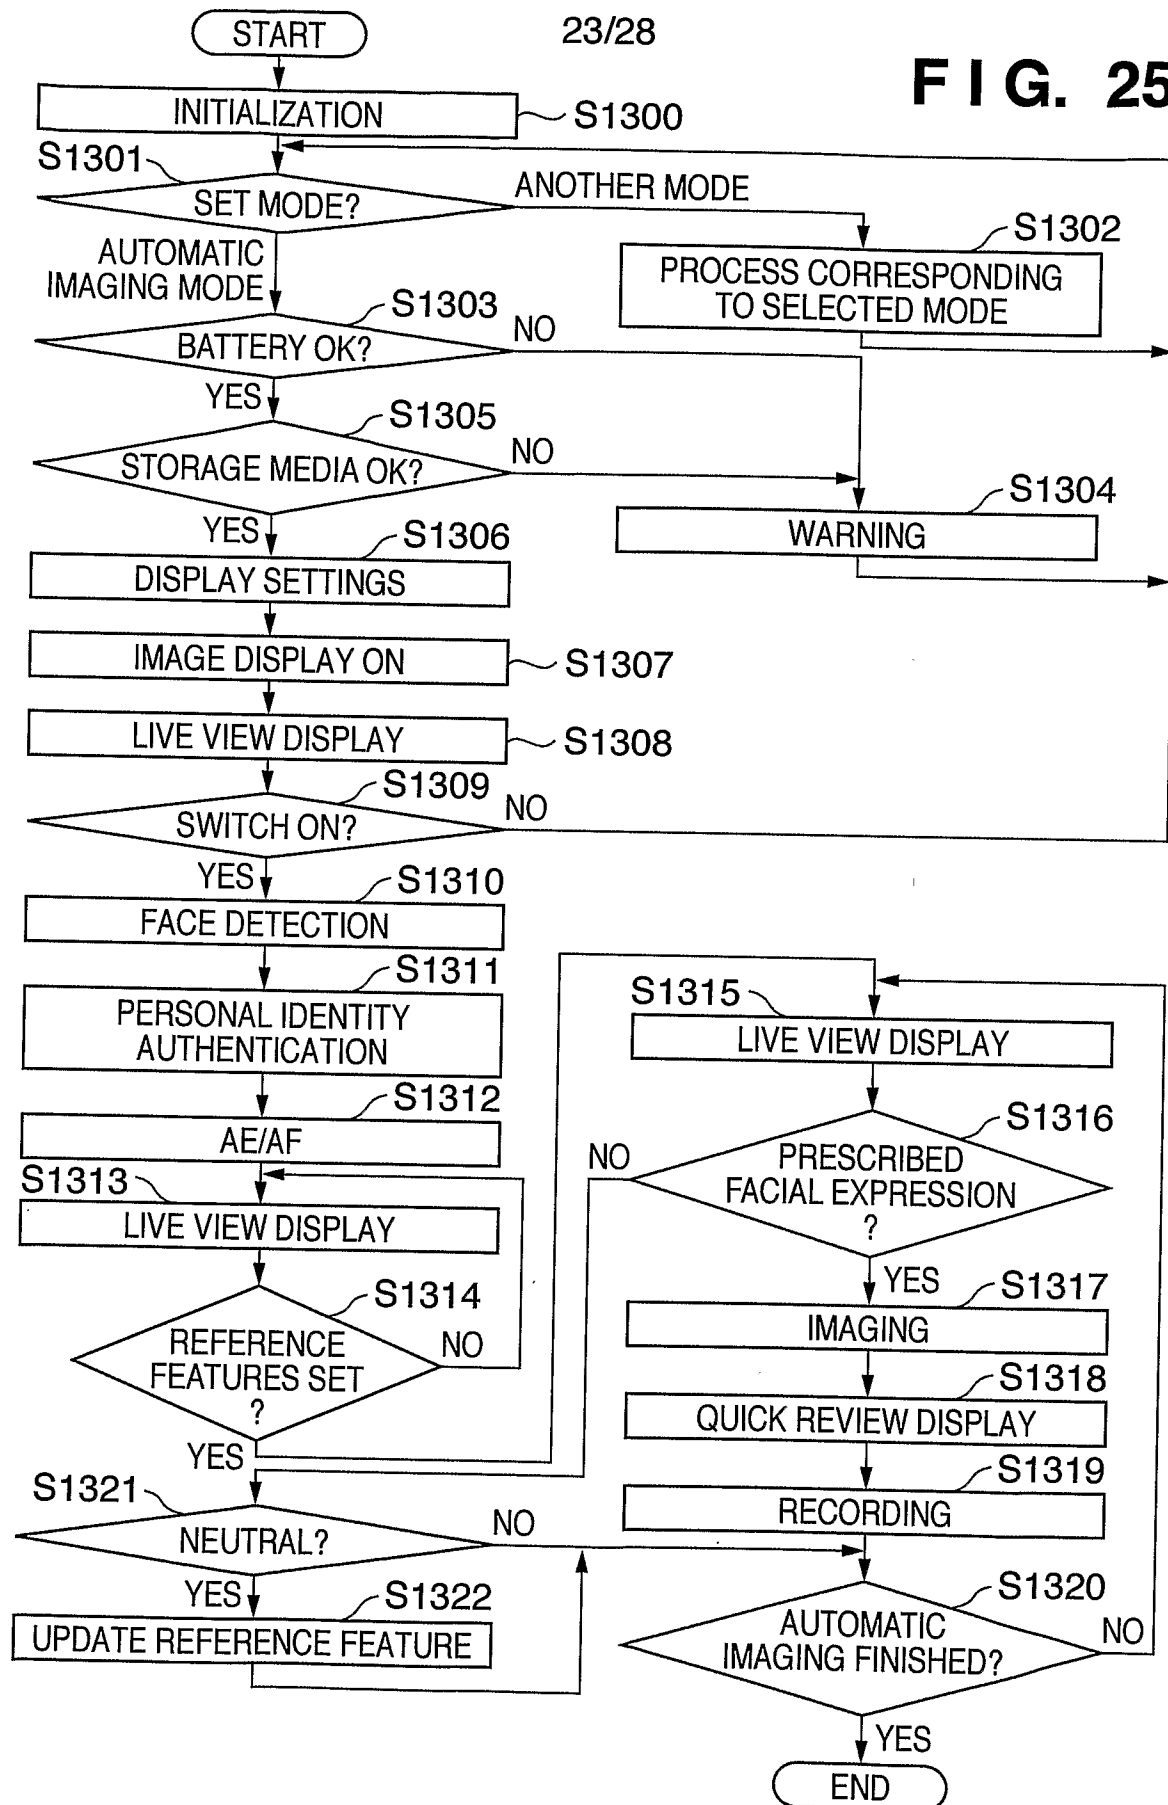 START
23/28
FIG. 25
INITIALIZATION
S1300
S1301
SET MODE?
ANOTHER MODE
S1302
PROCESS CORRESPONDING
TO SELECTED MODE
AUTOMATIC
IMAGING MODE
S1303
BATTERY OK?
NO
YES
S1305
STORAGE MEDIA OK?
NO
S1304
WARNING
YES
S1306
DISPLAY SETTINGS
IMAGE DISPLAY ON
S1307
LIVE VIEW DISPLAY
S1308
S1309
SWITCH ON?
NO
YES
S1310
FACE DETECTION
S1311
PERSONAL IDENTITY
AUTHENTICATION
S1312
AE/AF
S1313
LIVE VIEW DISPLAY
S1314
REFERENCE
FEATURES SET
?
NO
YES
S1315
LIVE VIEW DISPLAY
S1316
PRESCRIBED
FACIAL EXPRESSION
?
NO
YES
S1317
IMAGING
S1318
QUICK REVIEW DISPLAY
S1319
RECORDING
S1321
NEUTRAL?
NO
YES
S1322
UPDATE REFERENCE FEATURE
S1320
AUTOMATIC
IMAGING FINISHED?
NO
YES
END